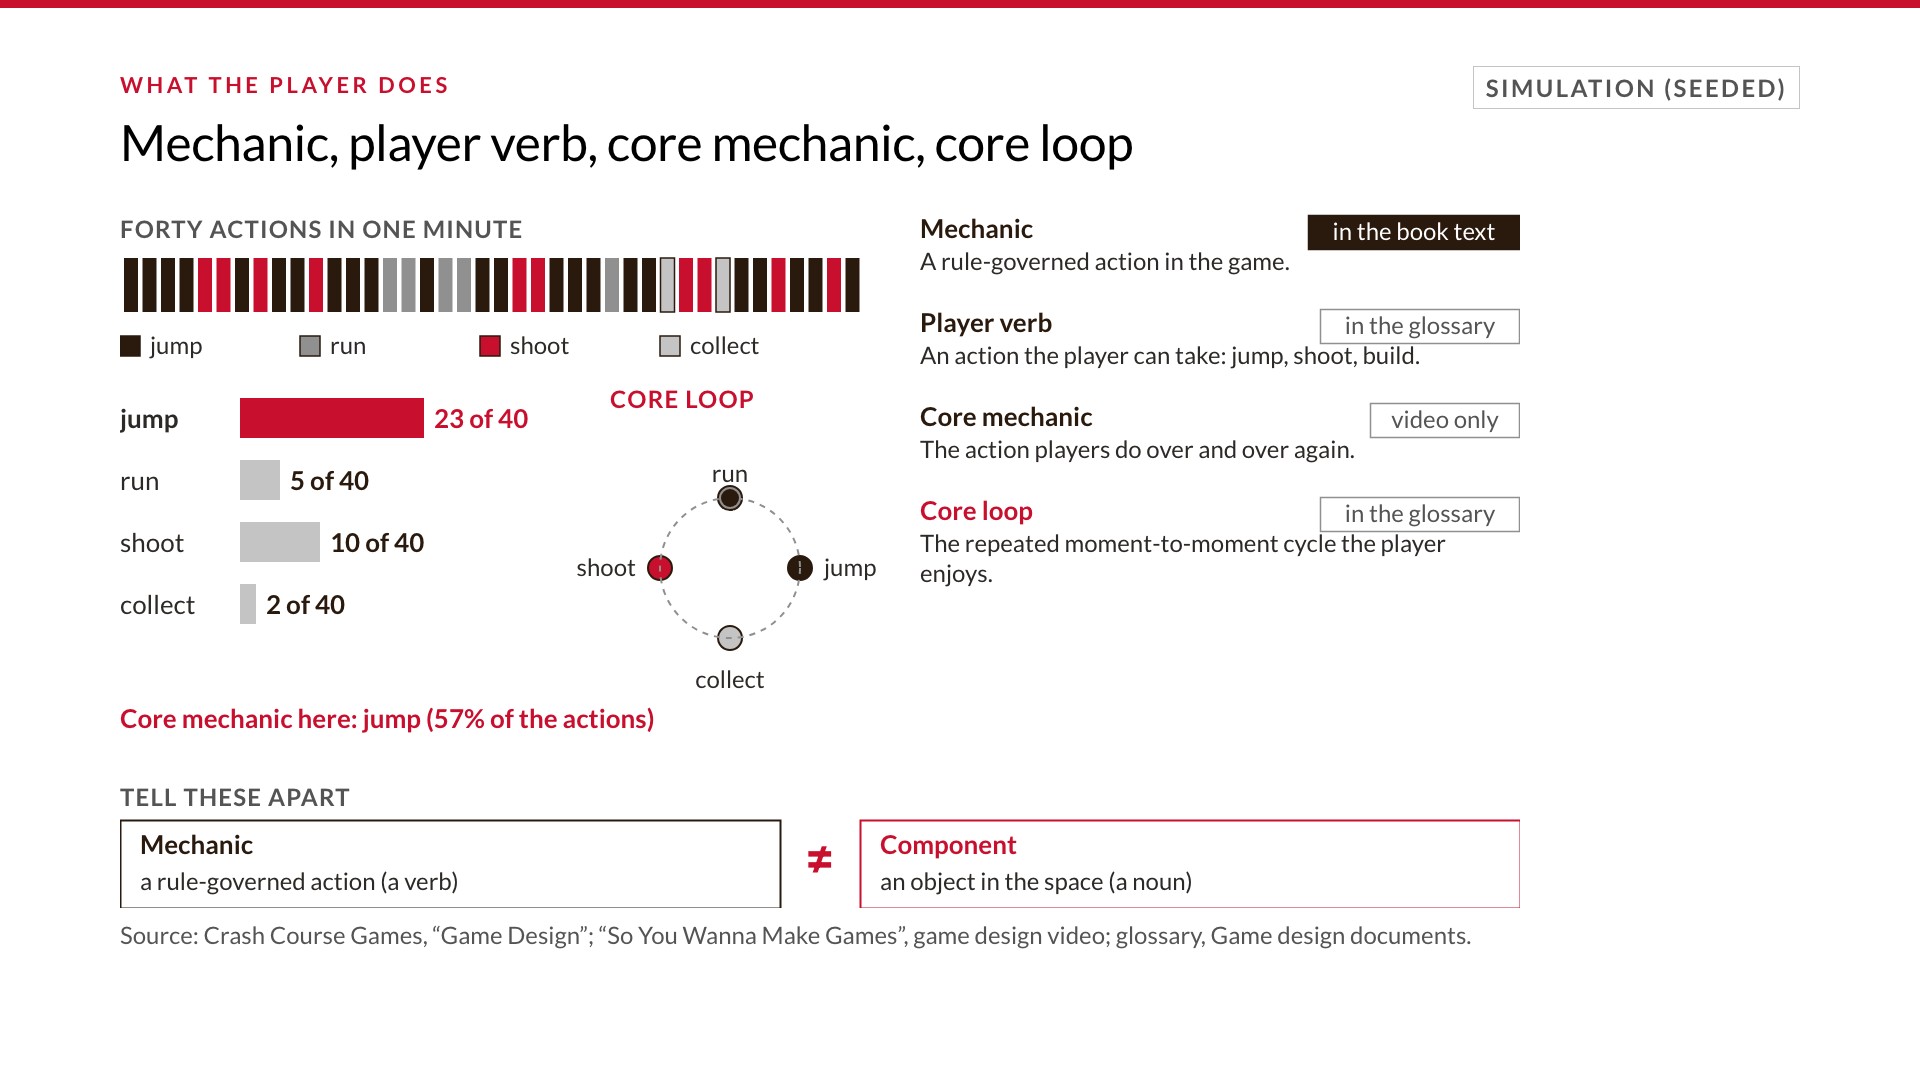 WHAT THE PLAYER DOES
SIMULATION (SEEDED)
Mechanic, player verb, core mechanic, core loop
FORTY ACTIONS IN ONE MINUTE
jump
run
shoot
collect
jump
23 of 40
run
5 of 40
shoot
10 of 40
collect
2 of 40
CORE LOOP
run
shoot
jump
collect
Core mechanic here: jump (57% of the actions)
Mechanic
in the book text
A rule-governed action in the game.
Player verb
in the glossary
An action the player can take: jump, shoot, build.
Core mechanic
video only
The action players do over and over again.
Core loop
in the glossary
The repeated moment-to-moment cycle the player
enjoys.
TELL THESE APART
Mechanic
a rule-governed action (a verb)
≠
Component
an object in the space (a noun)
Source: Crash Course Games, “Game Design”; “So You Wanna Make Games”, game design video; glossary, Game design documents.